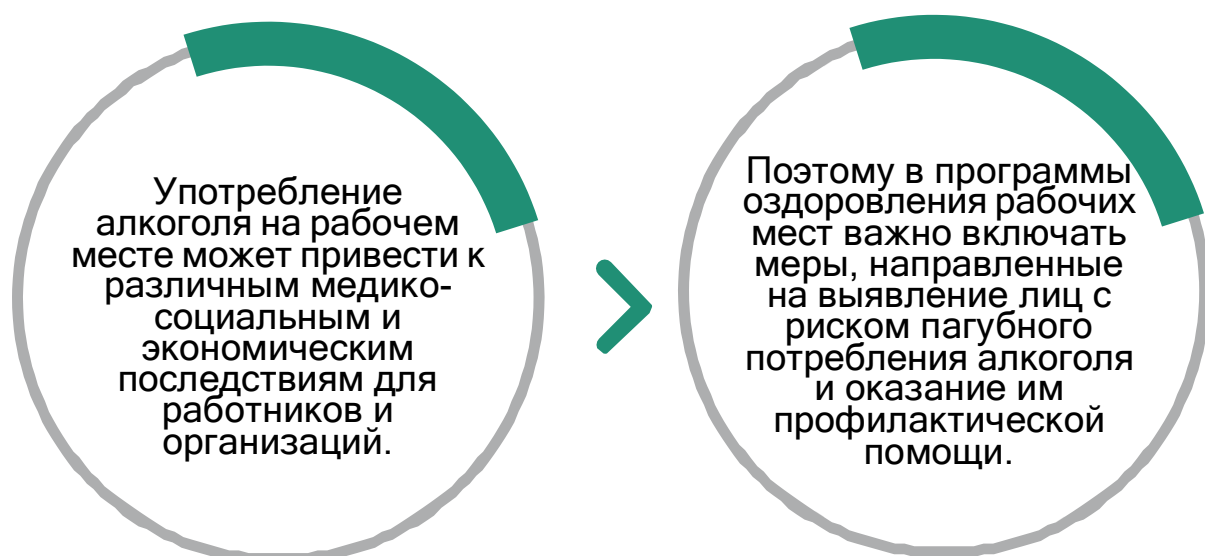 Употребление
алкоголя на рабочем
месте может привести к
различным медико-
социальным и
экономическим
последствиям для
работников и
организаций.
Поэтому в программы
оздоровления рабочих
мест важно включать
меры, направленные
на выявление лиц с
риском пагубного
потребления алкоголя
и оказание им
профилактической
помощи.